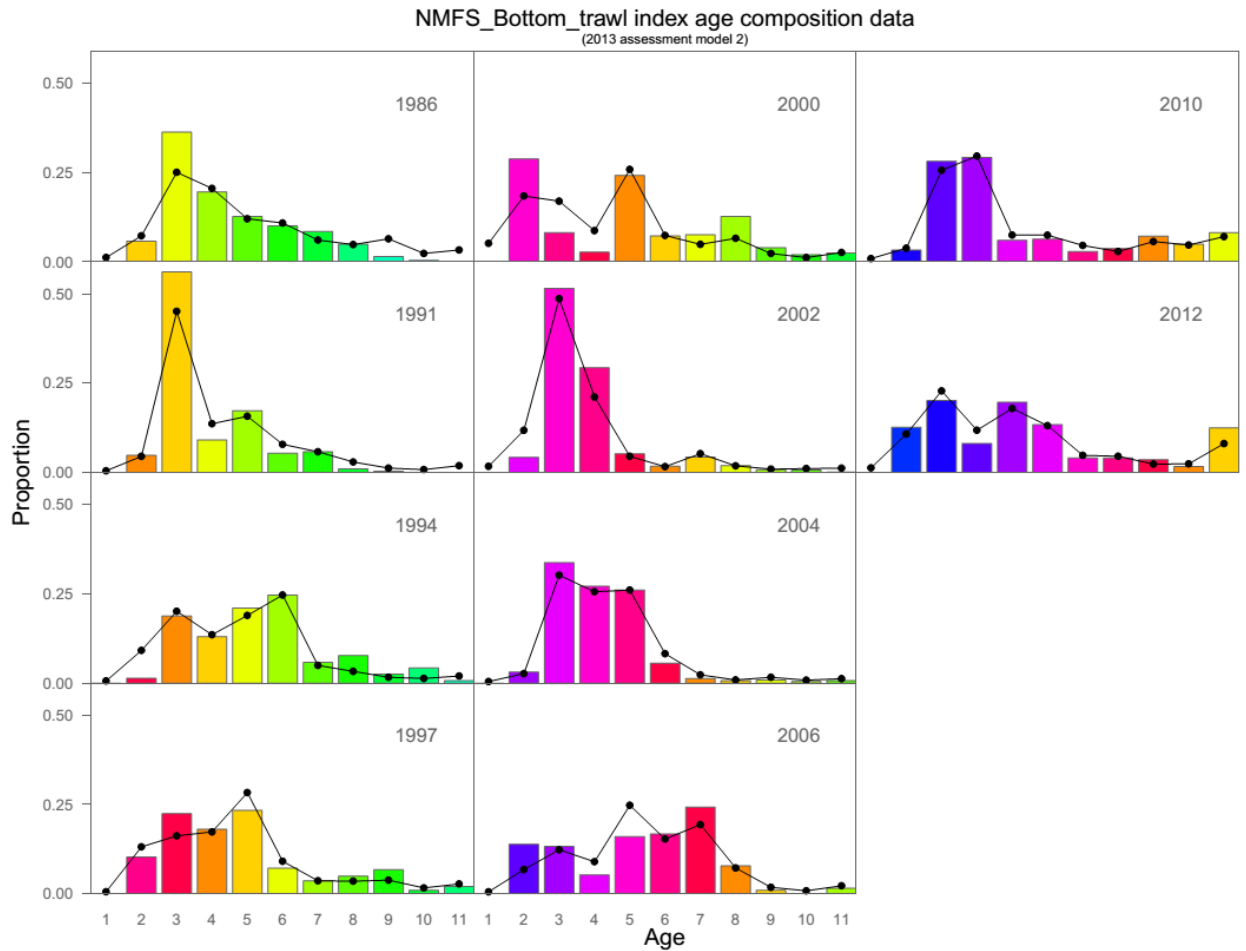 NMFS_Bottom_trawl index age composition data
(2013 assessment model 2)
0.50 1986 2000 2010
0.25
0.00
0.50 1991 2002 2012
0.25
0.00
Proportion
0.50 1994 2004
0.25
0.00
0.50 1997 2006
0.25
0.00
1 2 3 4 5 6 7 8 9 10 11 1 2 3 4 5 6 7 8 9 10 11
Age